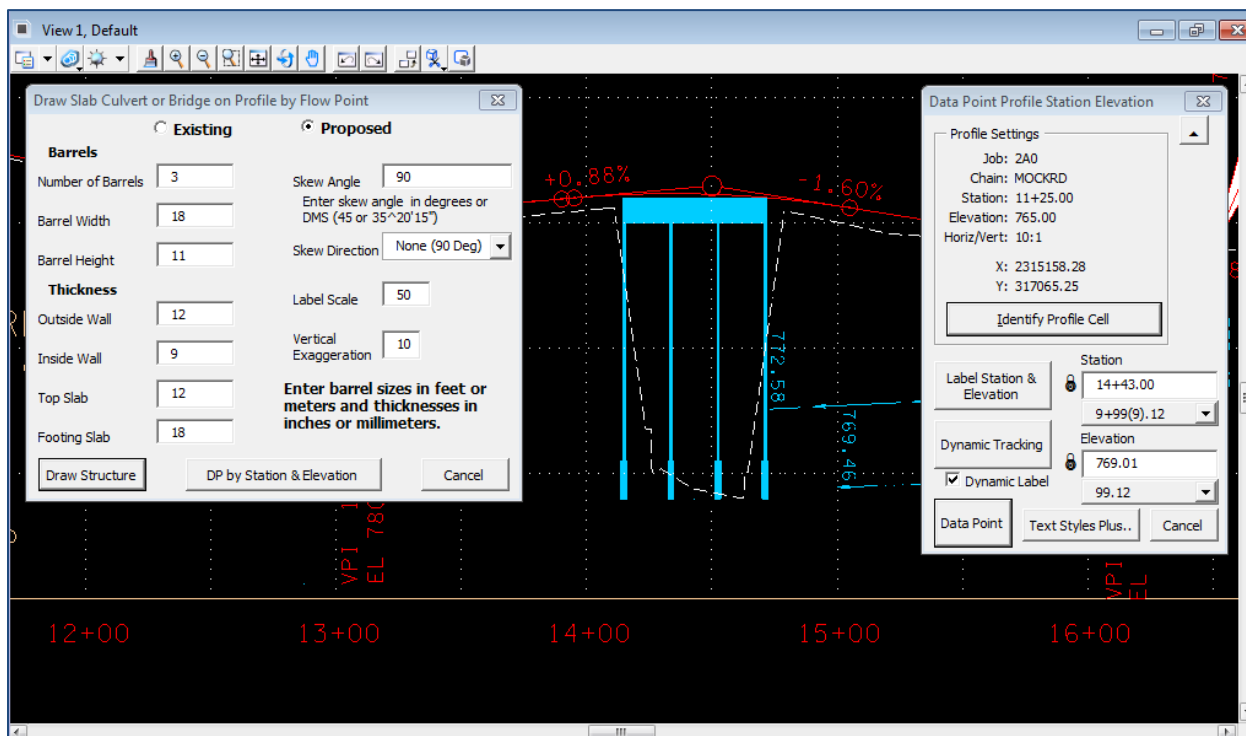 View 1, Default
Draw Slab Culvert or Bridge on Profile by Flow Point
Existing
Proposed
Barrels
Number of Barrels 3
Skew Angle 90
Enter skew angle in degrees or
DMS (45 or 35^20'15")
Barrel Width 18
Skew Direction None (90 Deg)
Barrel Height 11
Thickness
Label Scale 50
Outside Wall 12
Vertical
Exaggeration 10
Inside Wall 9
Top Slab 12
Enter barrel sizes in feet or
meters and thicknesses in
inches or millimeters.
Footing Slab 18
Draw Structure
DP by Station & Elevation
Cancel
+0.88%
-1.60%
772.58
769.46
Data Point Profile Station Elevation
Profile Settings
Job: 2A0
Chain: MOCKRD
Station: 11+25.00
Elevation: 765.00
Horiz/Vert: 10:1
X: 2315158.28
Y: 317065.25
Identify Profile Cell
Label Station &
Elevation
Station
14+43.00
9+99(9).12
Dynamic Tracking
Elevation
769.01
Dynamic Label
99.12
Data Point
Text Styles Plus..
Cancel
VPI 1
EL 780
VPI
EL
12+00
13+00
14+00
15+00
16+00